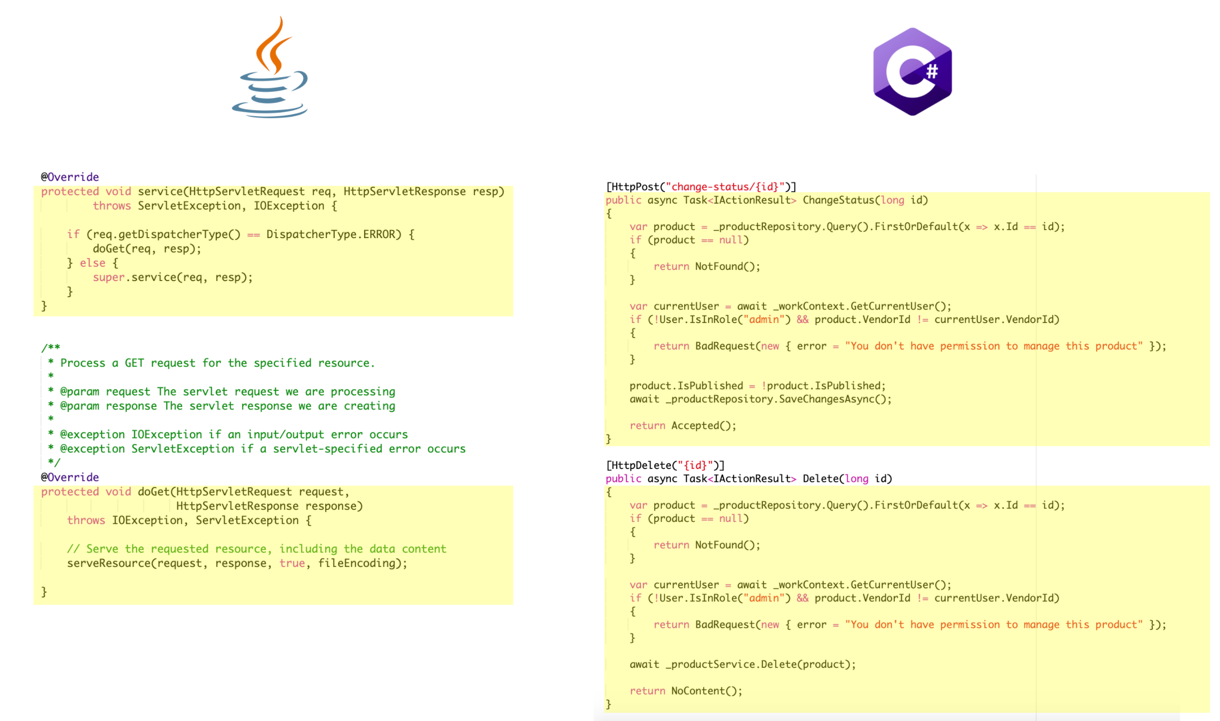 @Override
protected void service(HttpServletRequest req, HttpServletResponse resp)
        throws ServletException, IOException {

    if (req.getDispatcherType() == DispatcherType.ERROR) {
        doGet(req, resp);
    } else {
        super.service(req, resp);
    }
}

/**
 * Process a GET request for the specified resource.
 *
 * @param request The servlet request we are processing
 * @param response The servlet response we are creating
 *
 * @exception IOException if an input/output error occurs
 * @exception ServletException if a servlet-specified error occurs
 */
@Override
protected void doGet(HttpServletRequest request,
                     HttpServletResponse response)
    throws IOException, ServletException {

    // Serve the requested resource, including the data content
    serveResource(request, response, true, fileEncoding);

}

C#
[HttpPost("change-status/{id}")]
public async Task<IActionResult> ChangeStatus(long id)
{
    var product = _productRepository.Query().FirstOrDefault(x => x.Id == id);
    if (product == null)
    {
        return NotFound();
    }

    var currentUser = await _workContext.GetCurrentUser();
    if (!User.IsInRole("admin") && product.VendorId != currentUser.VendorId)
    {
        return BadRequest(new { error = "You don't have permission to manage this product" });
    }

    product.IsPublished = !product.IsPublished;
    await _productRepository.SaveChangesAsync();

    return Accepted();
}

[HttpDelete("{id}")]
public async Task<IActionResult> Delete(long id)
{
    var product = _productRepository.Query().FirstOrDefault(x => x.Id == id);
    if (product == null)
    {
        return NotFound();
    }

    var currentUser = await _workContext.GetCurrentUser();
    if (!User.IsInRole("admin") && product.VendorId != currentUser.VendorId)
    {
        return BadRequest(new { error = "You don't have permission to manage this product" });
    }

    await _productService.Delete(product);

    return NoContent();
}